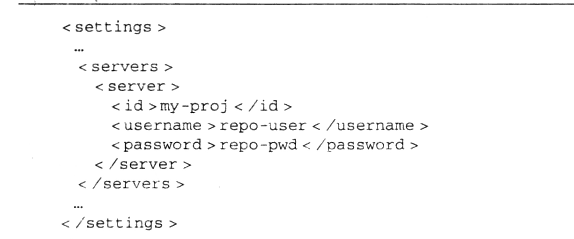 <settings>
…
<servers>
<server>
<id>my-proj</id>
<username>repo-user</username>
<password>repo-pwd</password>
</server>
</servers>
…
</settings>